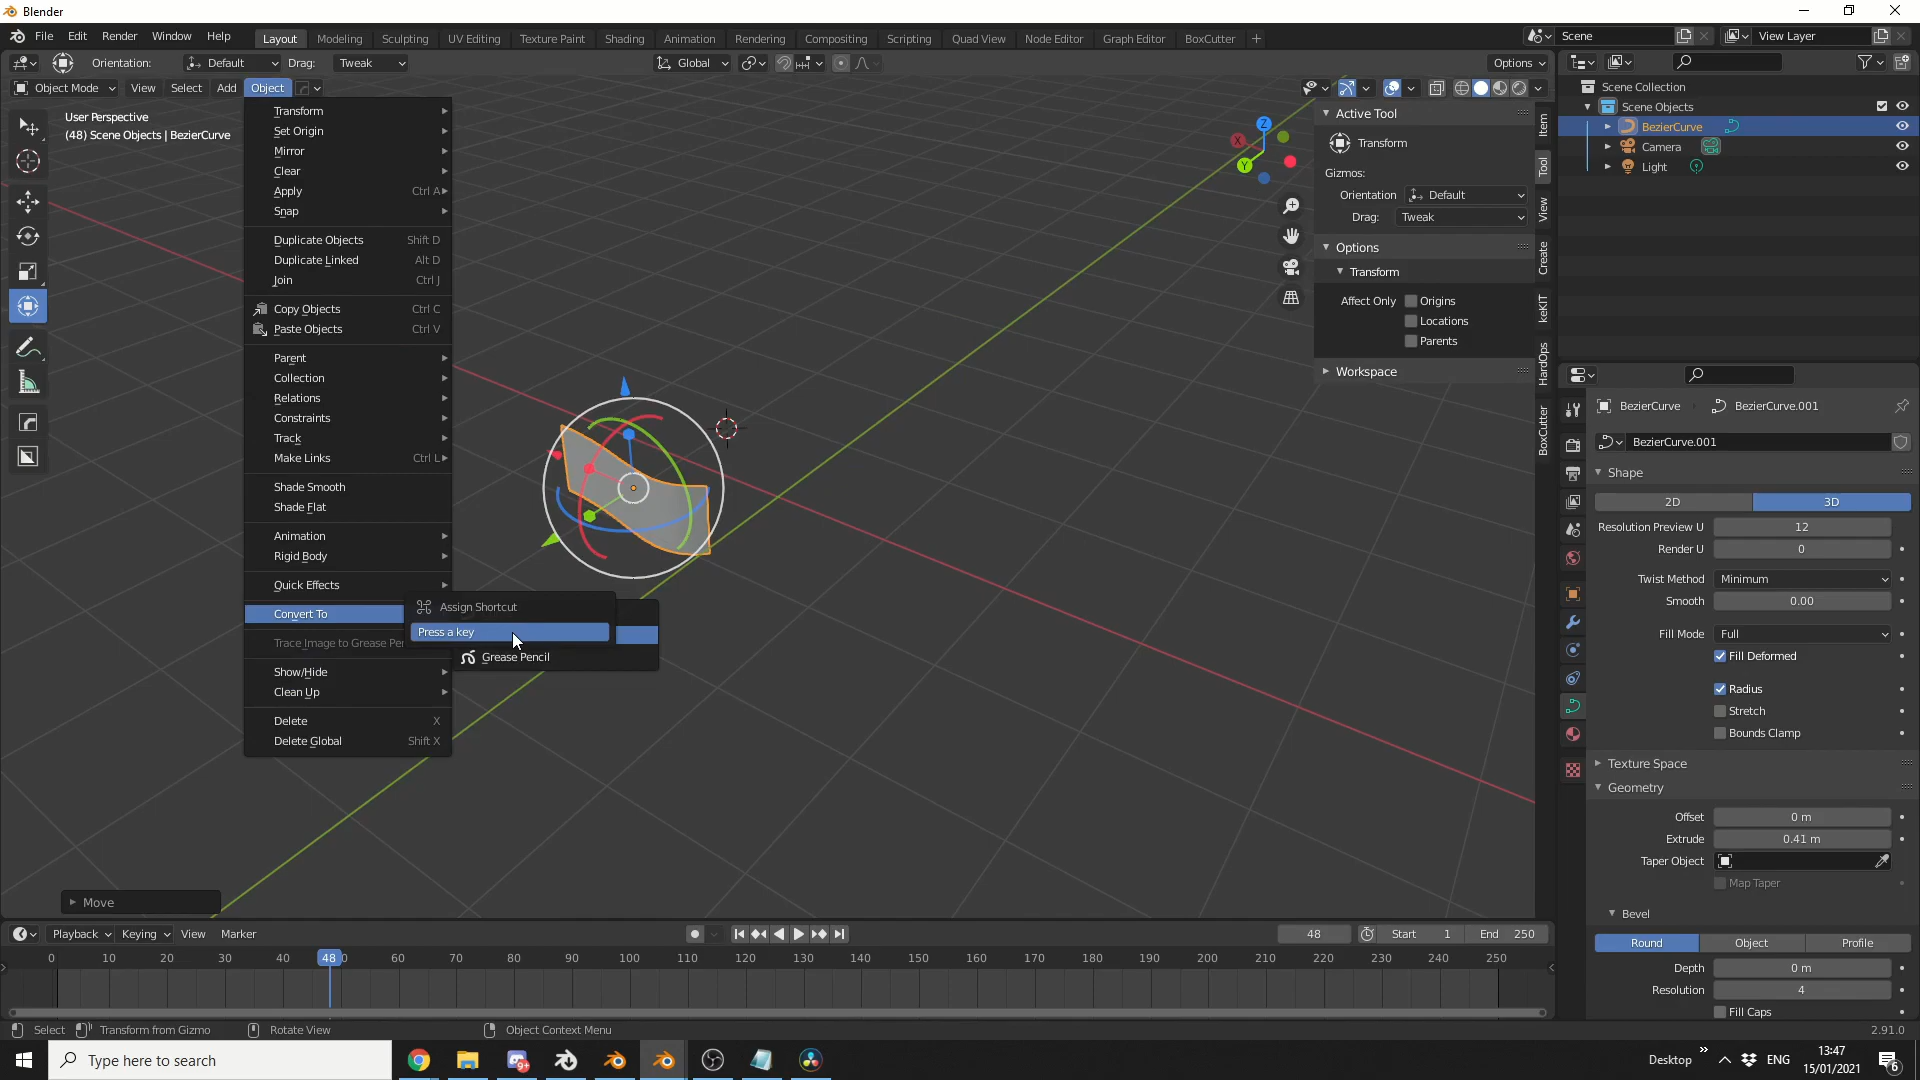 Blender
File Edit Render Window Help
Layout Modeling Sculpting UV Editing Texture Paint Shading Animation Rendering Compositing Scripting Quad View Node Editor Graph Editor BoxCutter +
Scene
View Layer
Orientation: Default Drag: Tweak
Global
Options
Object Mode View Select Add Object
User Perspective
(48) Scene Objects | BezierCurve
Transform
Set Origin
Mirror
Clear
Apply Ctrl A
Snap
Duplicate Objects Shift D
Duplicate Linked Alt D
Join Ctrl J
Copy Objects Ctrl C
Paste Objects Ctrl V
Parent
Collection
Relations
Constraints
Track
Make Links Ctrl L
Shade Smooth
Shade Flat
Animation
Rigid Body
Quick Effects
Convert To
Trace Image to Grease Pen
Show/Hide
Clean Up
Delete X
Delete Global Shift X
Assign Shortcut
Press a key
Grease Pencil
Z
X
Y
Active Tool
Transform
Gizmos:
Orientation Default
Drag: Tweak
Options
Transform
Affect Only Origins
Locations
Parents
Workspace
Item
Tool
View
Create
keKIT
HardOps
BoxCutter
Scene Collection
Scene Objects
BezierCurve
Camera
Light
BezierCurve BezierCurve.001
BezierCurve.001
Shape
2D 3D
Resolution Preview U 12
Render U 0
Twist Method Minimum
Smooth 0.00
Fill Mode Full
Fill Deformed
Radius
Stretch
Bounds Clamp
Texture Space
Geometry
Offset 0 m
Extrude 0.41 m
Taper Object
Map Taper
Bevel
Round Object Profile
Depth 0 m
Resolution 4
Fill Caps
Move
Playback Keying View Marker
48 Start 1 End 250
0 10 20 30 40 48 0 60 70 80 90 100 110 120 130 140 150 160 170 180 190 200 210 220 230 240 250
Select Transform from Gizmo Rotate View Object Context Menu
2.91.0
Type here to search
9+
Desktop
ENG
13:47
15/01/2021
6